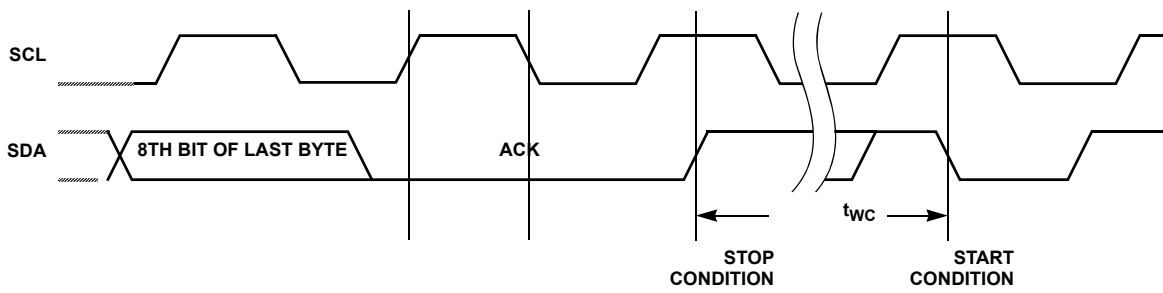 SCL
SDA
8TH BIT OF LAST BYTE
ACK
tWC
STOP
CONDITION
START
CONDITION